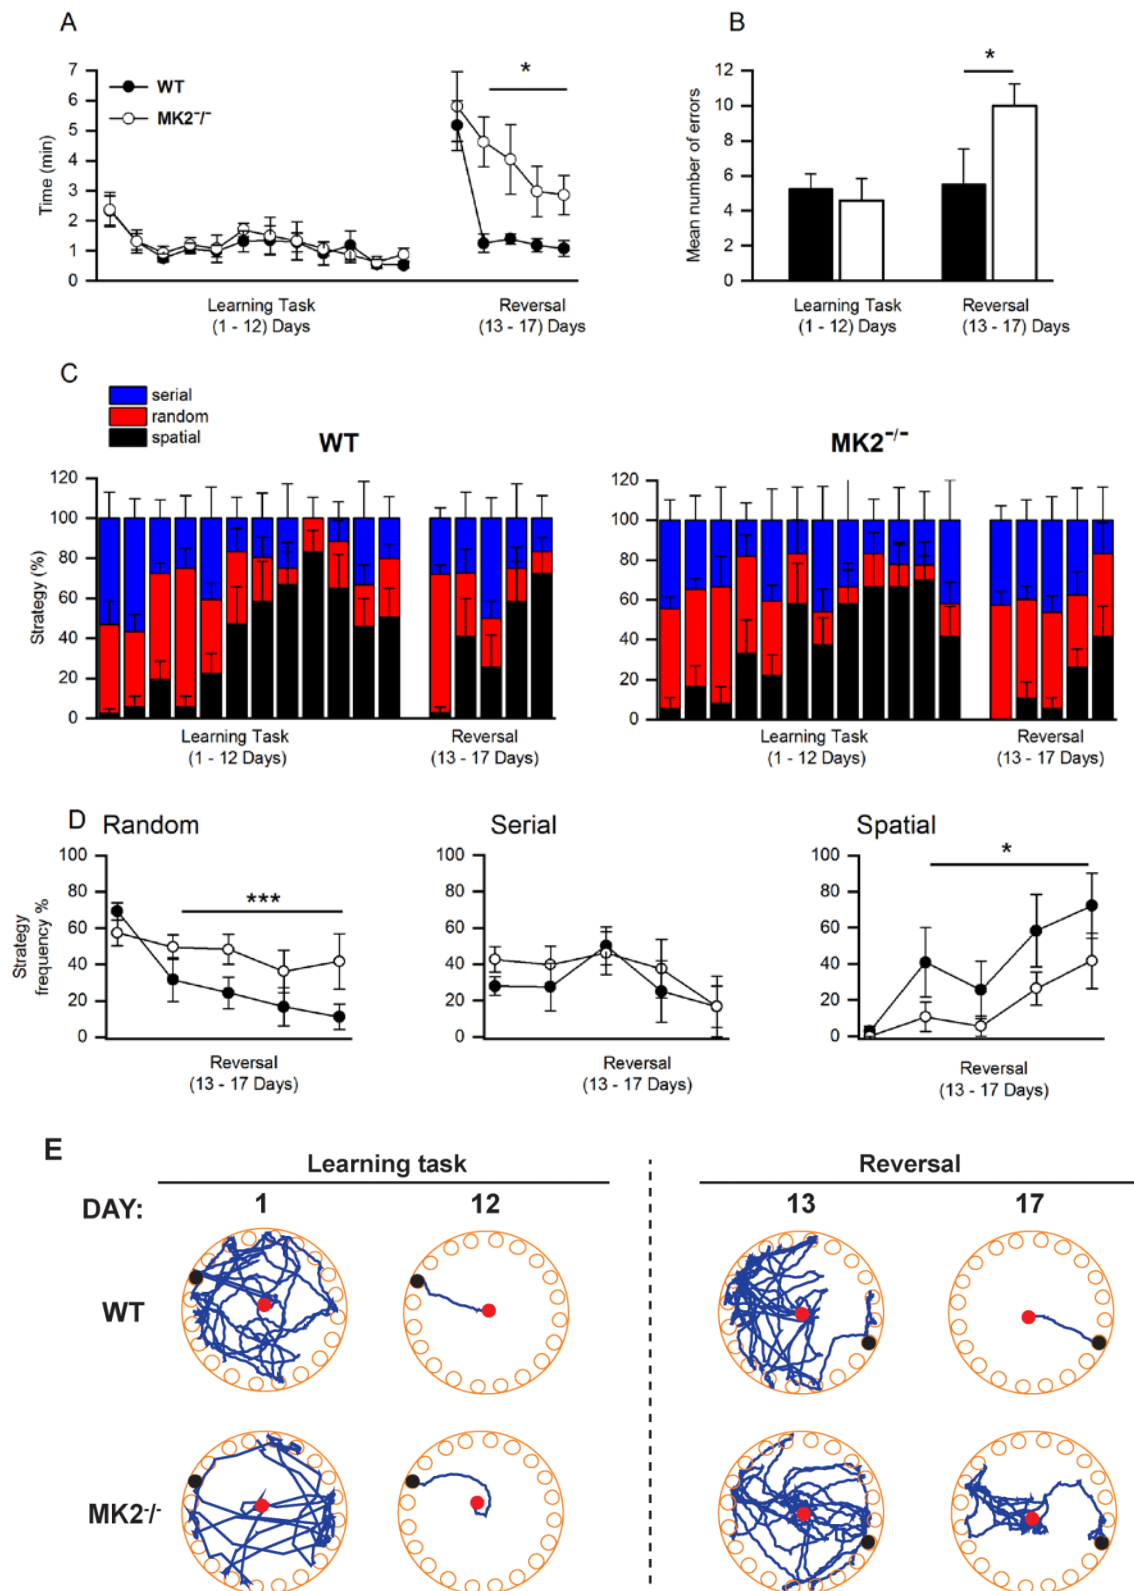 A
7
6
5
4
3
2
1
0
Time (min)
WT
MK2⁻/⁻
*
Learning Task
(1 - 12) Days
Reversal
(13 - 17) Days
B
12
10
8
6
4
2
0
Mean number of errors
*
Learning Task
(1 - 12) Days
Reversal
(13 - 17) Days
C
serial
random
spatial
WT
120
100
80
60
40
20
0
Strategy (%)
Learning Task
(1 - 12 Days)
Reversal
(13 - 17 Days)
MK2⁻/⁻
120
100
80
60
40
20
0
Learning Task
(1 - 12 Days)
Reversal
(13 - 17 Days)
D
Random
100
80
60
40
20
0
Strategy
frequency %
***
Reversal
(13 - 17 Days)
Serial
100
80
60
40
20
0
Reversal
(13 - 17 Days)
Spatial
100
80
60
40
20
0
*
Reversal
(13 - 17 Days)
E
Learning task
Reversal
DAY: 1 12 13 17
WT
MK2-/-